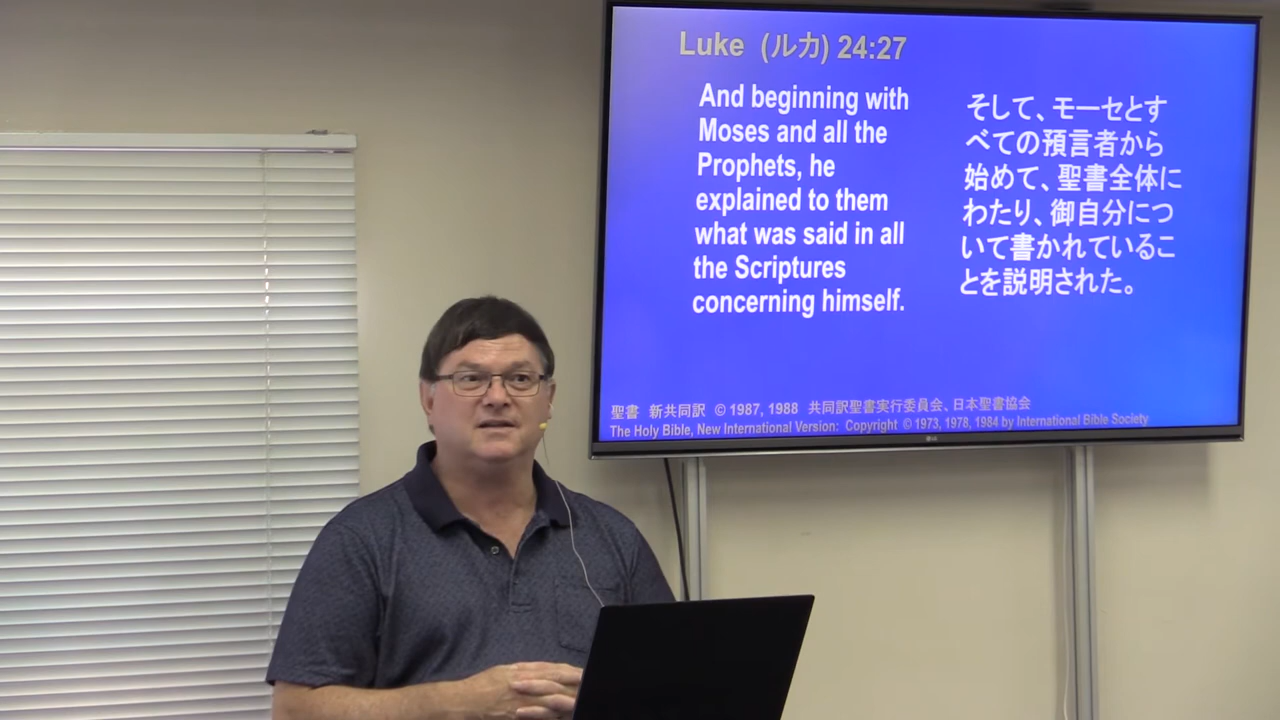 Luke (ルカ) 24:27
And beginning with
Moses and all the
Prophets, he
explained to them
what was said in all
the Scriptures
concerning himself.
そして、モーセとす
べての預言者から
始めて、聖書全体に
わたり、御自分につ
いて書かれているこ
とを説明された。
聖書 新共同訳 © 1987, 1988 共同訳聖書実行委員会、日本聖書協会
The Holy Bible, New International Version: Copyright © 1973, 1978, 1984 by International Bible Society
LG